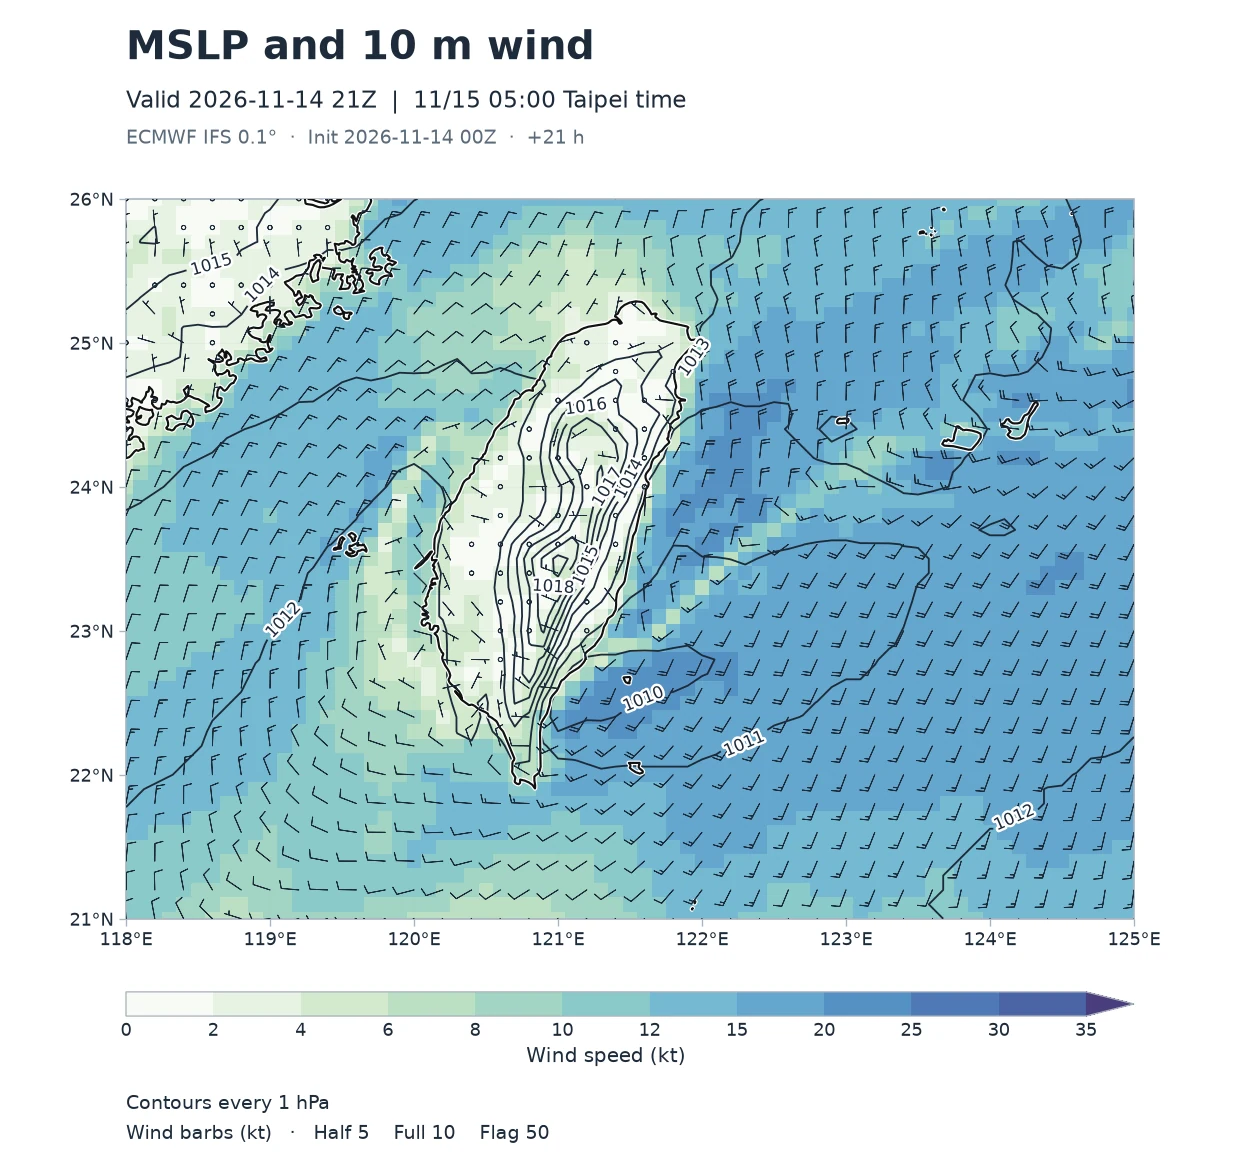 MSLP and 10 m wind
Valid 2026-11-14 21Z | 11/15 05:00 Taipei time
ECMWF IFS 0.1° · Init 2026-11-14 00Z · +21 h
26°N
25°N
24°N
23°N
22°N
21°N
1015
1014
1013
1016
1017
1014
1015
1018
1012
1010
1011
1012
118°E 119°E 120°E 121°E 122°E 123°E 124°E 125°E
0 2 4 6 8 10 12 15 20 25 30 35
Wind speed (kt)
Contours every 1 hPa
Wind barbs (kt) · Half 5 Full 10 Flag 50